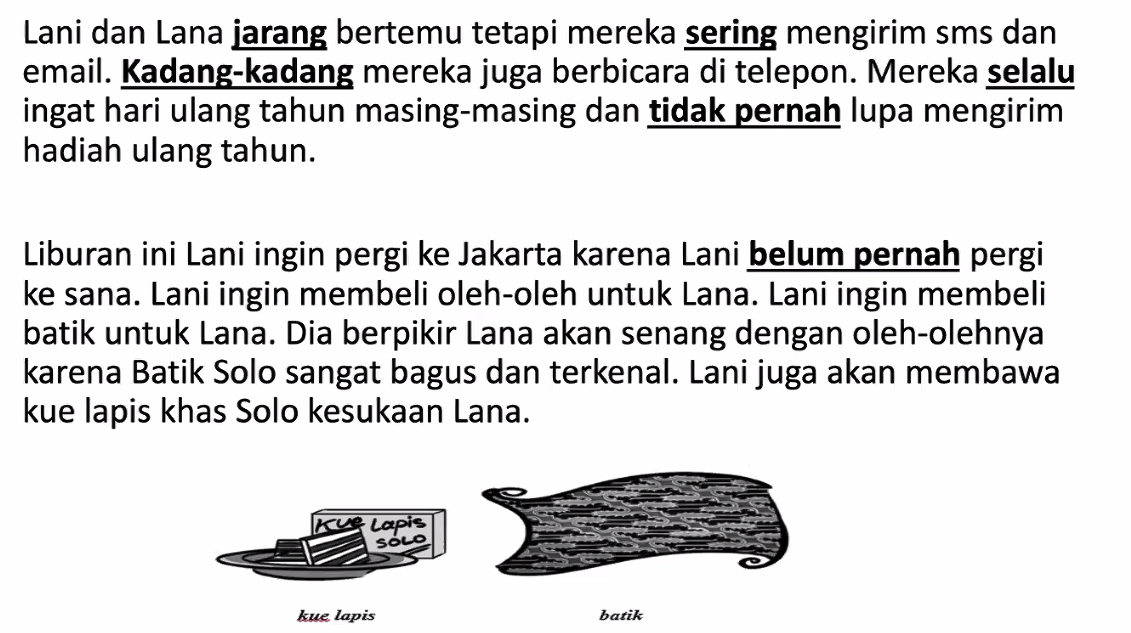 Lani dan Lana jarang bertemu tetapi mereka sering mengirim sms dan
email. Kadang-kadang mereka juga berbicara di telepon. Mereka selalu
ingat hari ulang tahun masing-masing dan tidak pernah lupa mengirim
hadiah ulang tahun.
Liburan ini Lani ingin pergi ke Jakarta karena Lani belum pernah pergi
ke sana. Lani ingin membeli oleh-oleh untuk Lana. Lani ingin membeli
batik untuk Lana. Dia berpikir Lana akan senang dengan oleh-olehnya
karena Batik Solo sangat bagus dan terkenal. Lani juga akan membawa
kue lapis khas Solo kesukaan Lana.
Kue Lapis
SOLO
kue lapis
batik